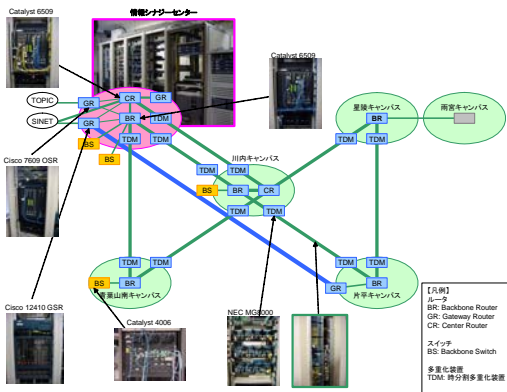 Catalyst 6509
情報シナジーセンター
Catalyst 6509
TOPIC
SINET
GR
CR
GR
GR
BR
TDM
TDM
TDM
BS
BS
Cisco 7609 OSR
星陵キャンパス
BR
雨宮キャンパス
TDM
川内キャンパス
TDM
TDM
TDM
BS
BR
CR
TDM
TDM
TDM
TDM
BS
BR
青葉山南キャンパス
TDM
TDM
GR
BR
片平キャンパス
Cisco 12410 GSR
Catalyst 4006
NEC MG8000
【凡例】
ルータ
BR: Backbone Router
GR: Gateway Router
CR: Center Router
スイッチ
BS: Backbone Switch
多重化装置
TDM: 時分割多重化装置